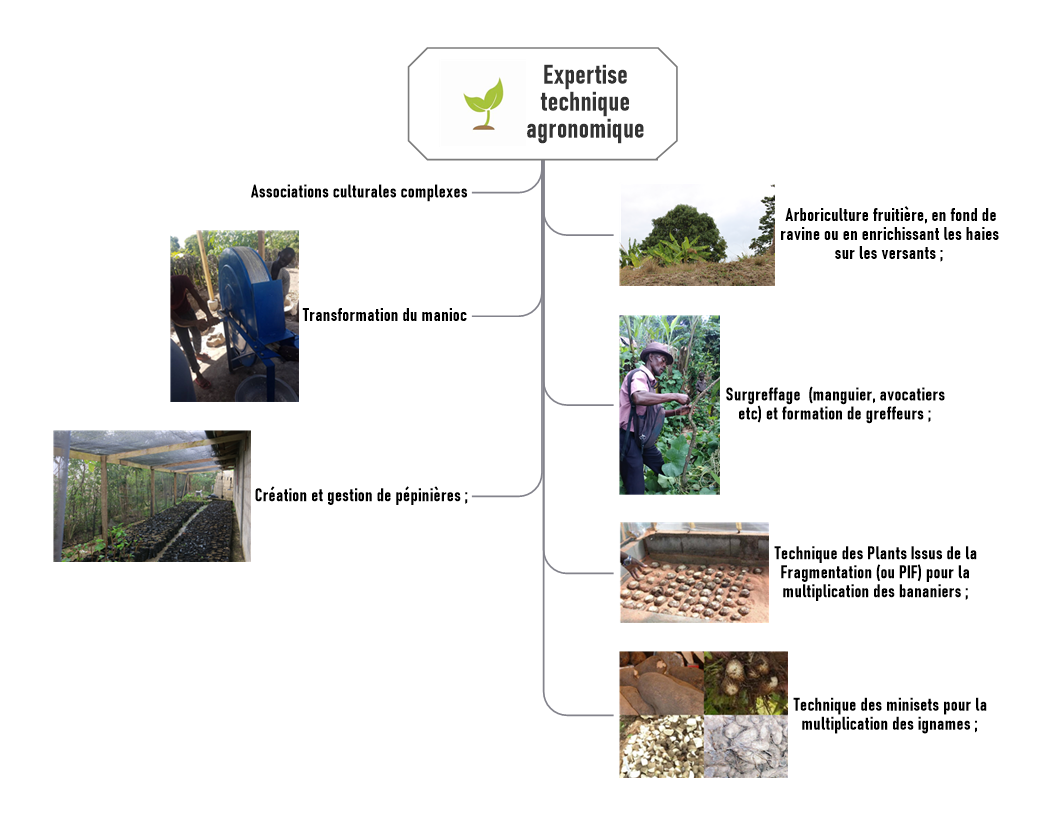 Expertise
technique
agronomique
Associations culturales complexes
Transformation du manioc
Création et gestion de pépinières ;
Arboriculture fruitière, en fond de
ravine ou en enrichissant les haies
sur les versants ;
Surgreffage (manguier, avocatiers
etc) et formation de greffeurs ;
Technique des Plants Issus de la
Fragmentation (ou PIF) pour la
multiplication des bananiers ;
Technique des minisets pour la
multiplication des ignames ;